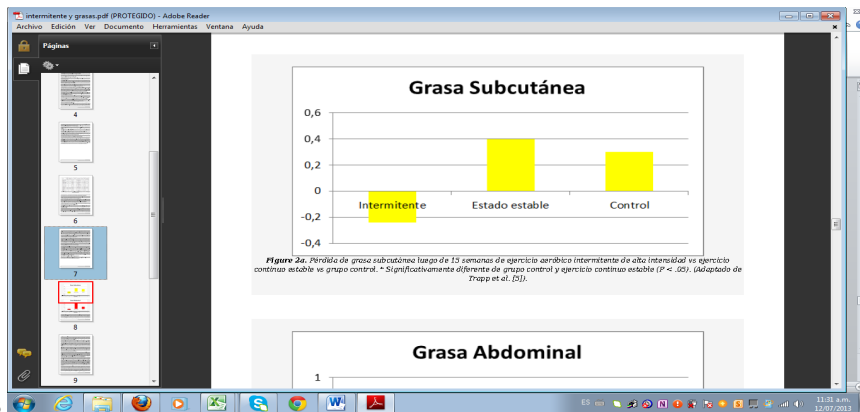 intermitente y grasas.pdf (PROTEGIDO) - Adobe Reader
Archivo Edición Ver Documento Herramientas Ventana Ayuda
Páginas
4
5
6
7
8
9
Grasa Subcutánea
0,6
0,4
0,2
0
-0,2
-0,4
Intermitente Estado estable Control
Figure 2a. Pérdida de grasa subcutánea luego de 15 semanas de ejercicio aeróbico intermitente de alta intensidad vs ejercicio
continuo estable vs grupo control. * Significativamente diferente de grupo control y ejercicio continuo estable (P < .05). (Adaptado de
Trapp et al. [5]).
Grasa Abdominal
1
ES
11:31 a.m.
12/07/2013